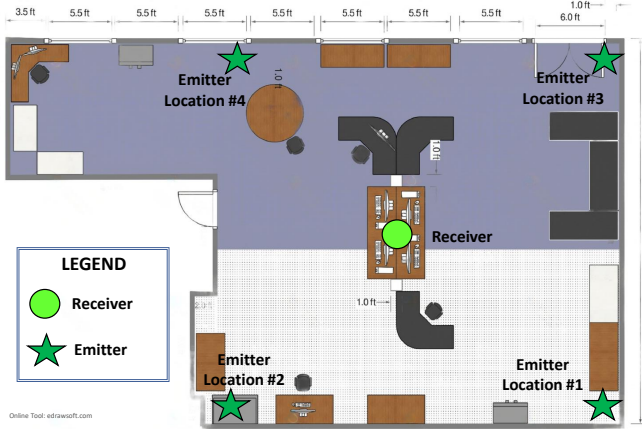 1.0 ft
3.5 ft 5.5 ft 5.5 ft 5.5 ft 5.5 ft 5.5 ft 5.5 ft 5.5 ft 6.0 ft
Emitter
Location #4
1.0 ft
Emitter
Location #3
1.0 ft
Receiver
LEGEND
Receiver
Emitter
1.0 ft
Emitter
Location #2
Emitter
Location #1
Online Tool: edrawsoft.com